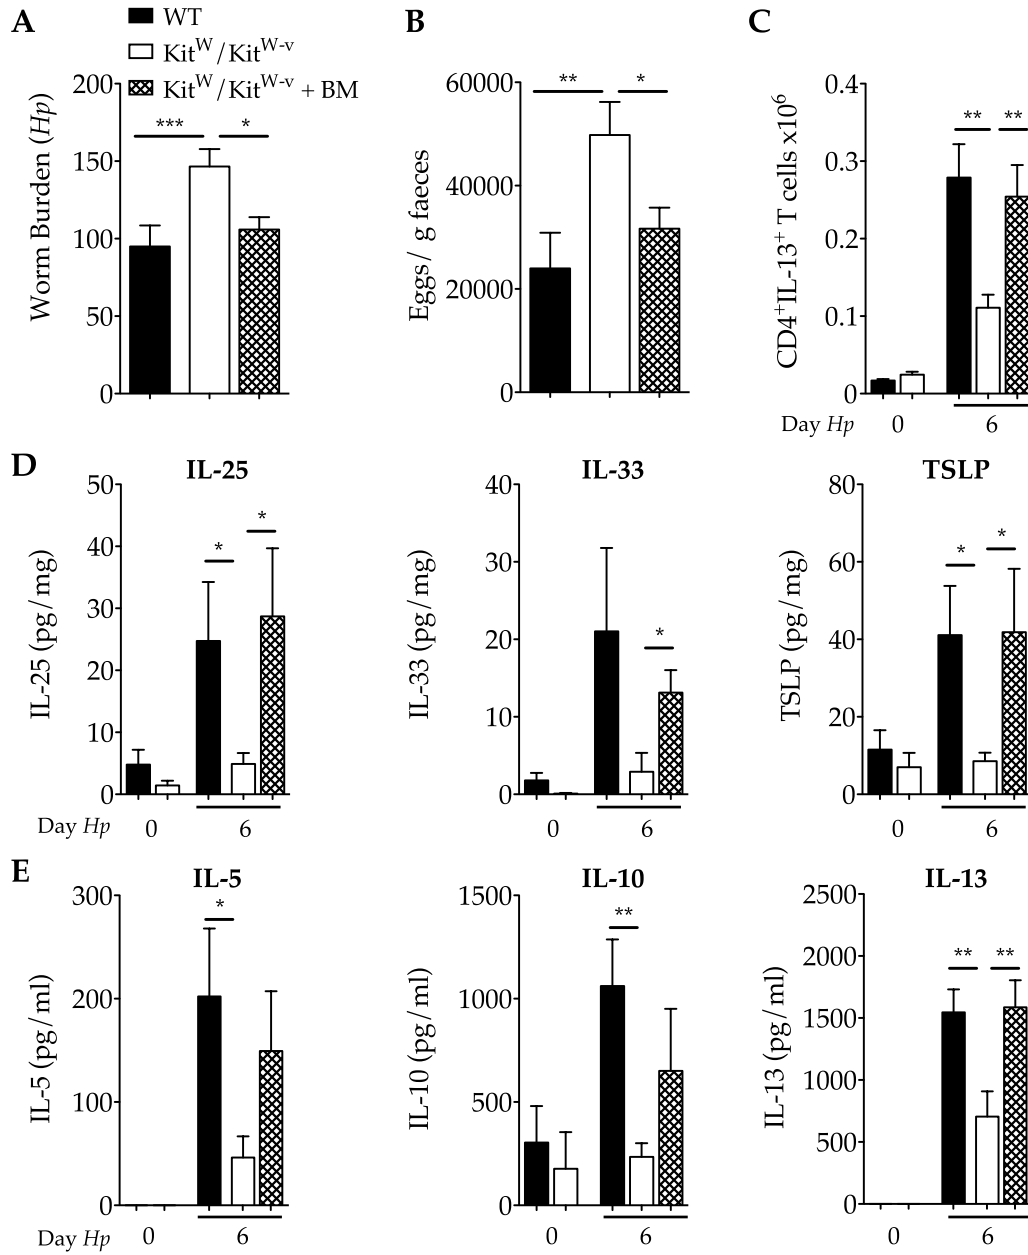 A
WT
Kit^W/Kit^W-v
Kit^W/Kit^W-v + BM
Worm Burden (Hp)
200
150
100
50
0
***
*
B
Eggs/ g faeces
60000
40000
20000
0
**
*
C
CD4+IL-13+ T cells x10^6
0.4
0.3
0.2
0.1
0
**
**
Day Hp
0
6
D
IL-25
IL-25 (pg/mg)
50
40
30
20
10
0
*
*
Day Hp
0
6
IL-33
IL-33 (pg/mg)
40
30
20
10
0
*
0
6
TSLP
TSLP (pg/mg)
80
60
40
20
0
*
*
0
6
E
IL-5
IL-5 (pg/ml)
300
200
100
0
*
Day Hp
0
6
IL-10
IL-10 (pg/ml)
1500
1000
500
0
**
0
6
IL-13
IL-13 (pg/ml)
2500
2000
1500
1000
500
0
**
**
0
6